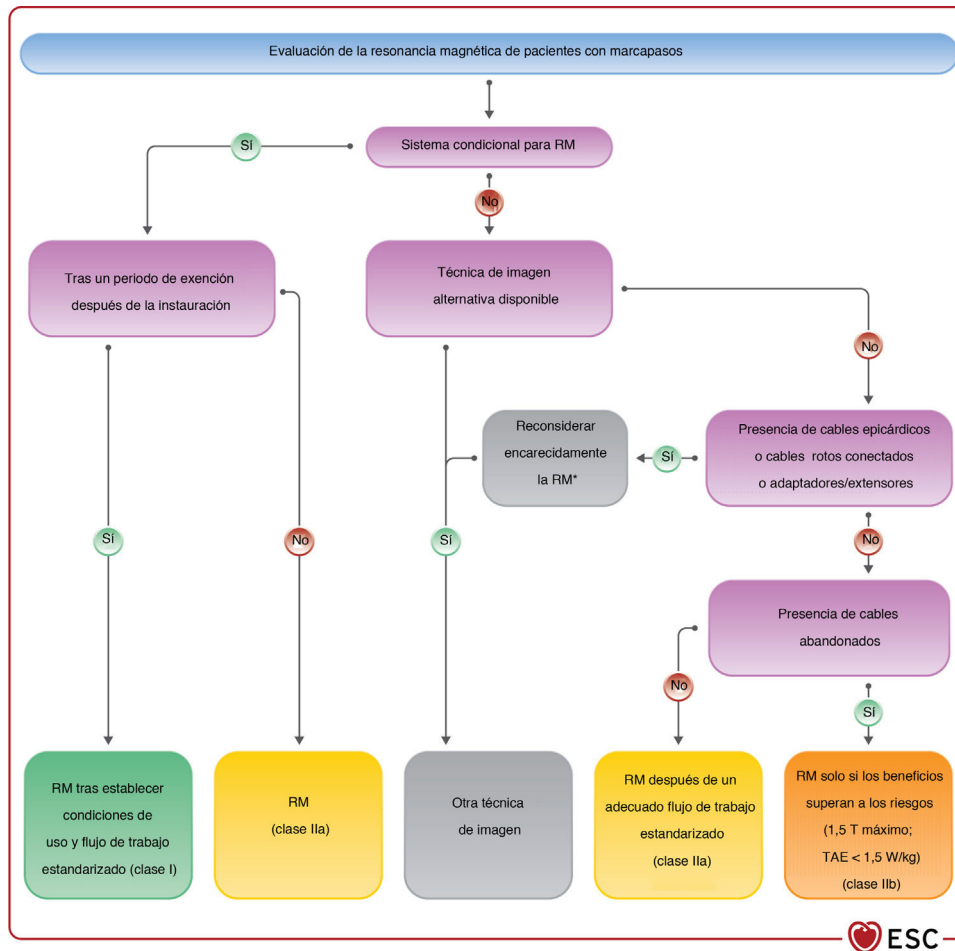 Evaluación de la resonancia magnética de pacientes con marcapasos
Sí
Sistema condicional para RM
No
Tras un periodo de exención
después de la instauración
Técnica de imagen
alternativa disponible
No
Reconsiderar
encarecidamente
la RM*
Sí
Presencia de cables epicárdicos
o cables rotos conectados
o adaptadores/extensores
Sí
No
Sí
No
Presencia de cables
abandonados
No
Sí
RM tras establecer
condiciones de
uso y flujo de trabajo
estandarizado (clase I)
RM
(clase IIa)
Otra técnica
de imagen
RM después de un
adecuado flujo de trabajo
estandarizado
(clase IIa)
RM solo si los beneficios
superan a los riesgos
(1,5 T máximo;
TAE < 1,5 W/kg)
(clase IIb)
ESC